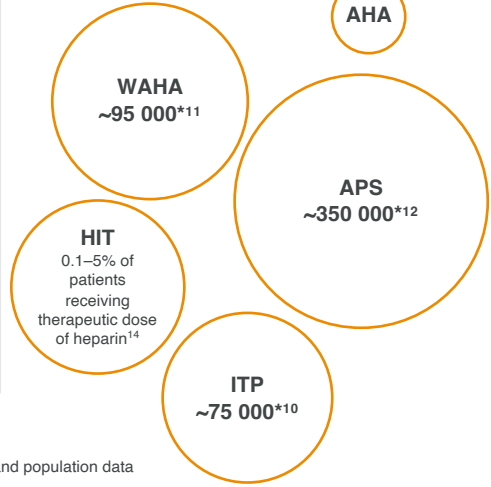 AHA
WAHA
~95 000*11
APS
~350 000*12
HIT
0.1–5% of
patients
receiving
therapeutic dose
of heparin14
ITP
~75 000*10
and population data